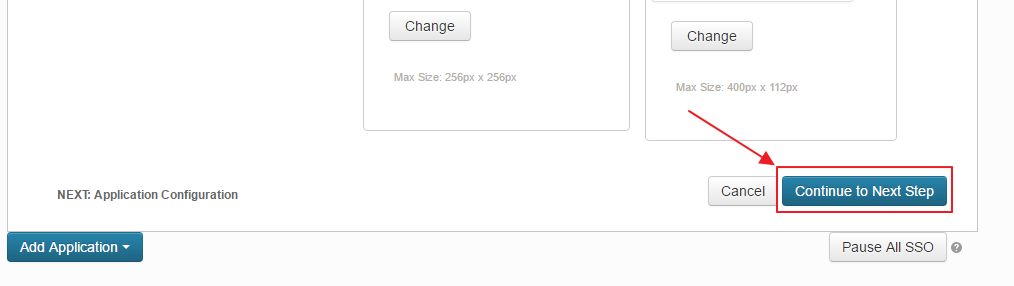 Change
Change
Max Size: 256px x 256px
Max Size: 400px x 112px
NEXT: Application Configuration
Cancel
Continue to Next Step
Add Application
Pause All SSO
?